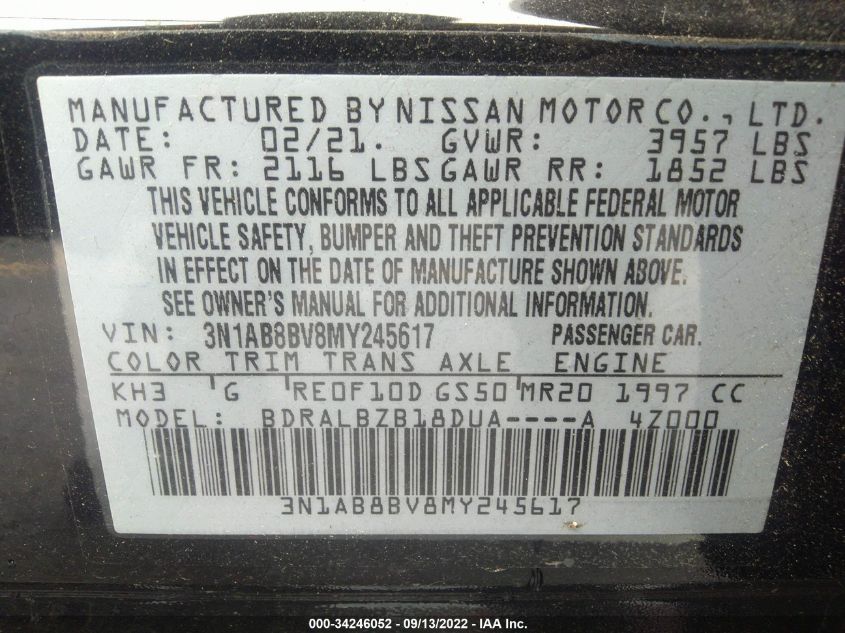 MANUFACTURED BY NISSAN MOTOR CO., LTD.
DATE: 02/21. GVWR: 3957 LBS
GAWR FR: 2116 LBS GAWR RR: 1852 LBS
THIS VEHICLE CONFORMS TO ALL APPLICABLE FEDERAL MOTOR
VEHICLE SAFETY, BUMPER AND THEFT PREVENTION STANDARDS
IN EFFECT ON THE DATE OF MANUFACTURE SHOWN ABOVE.
SEE OWNER'S MANUAL FOR ADDITIONAL INFORMATION.
VIN: 3N1AB8BV8MY245617 PASSENGER CAR.
COLOR TRIM TRANS AXLE ENGINE
KH3 'G 'RE0F10D GS50'MR20 1997 CC
MODEL: BDRALBZB18DUA----A 4Z000
3N1AB8BV8MY245617
000-34246052 - 09/13/2022 - IAA Inc.